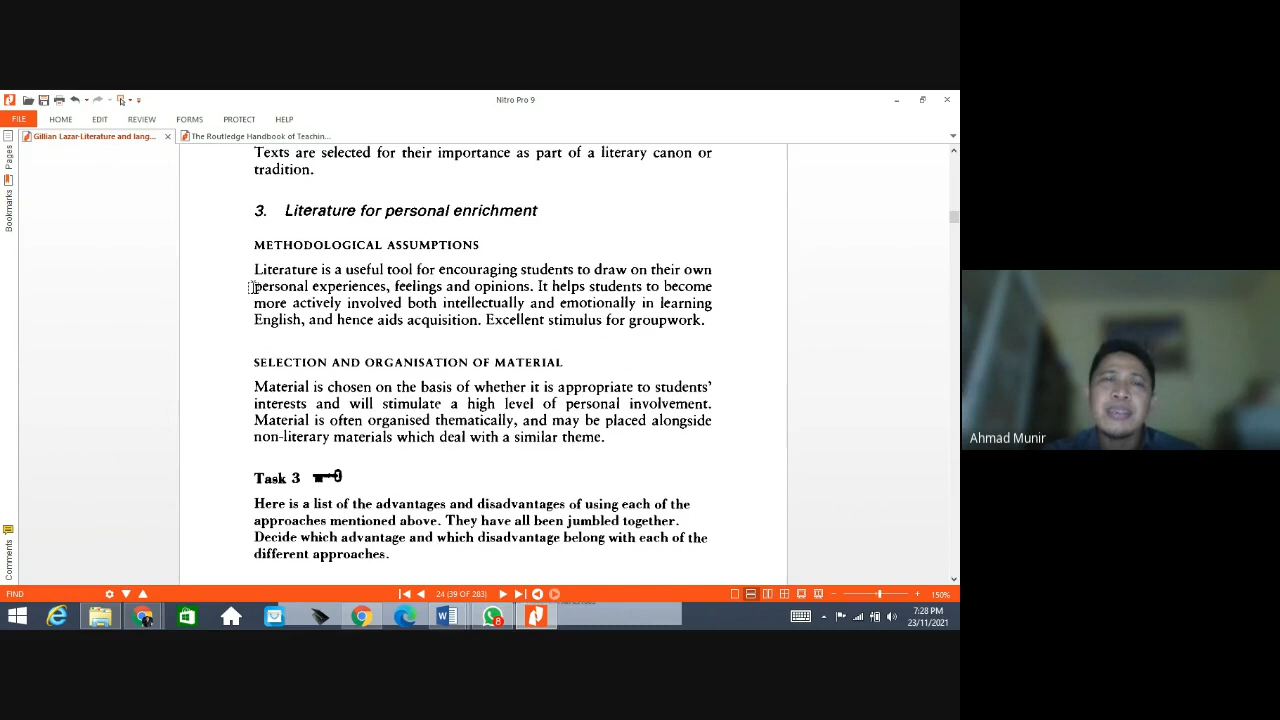 Nitro Pro 9
FILE HOME EDIT REVIEW FORMS PROTECT HELP
Gillian Lazar-Literature and lang... The Routledge Handbook of Teachin...
Pages
Bookmarks
Comments
Texts are selected for their importance as part of a literary canon or
tradition.
3. Literature for personal enrichment
METHODOLOGICAL ASSUMPTIONS
Literature is a useful tool for encouraging students to draw on their own
personal experiences, feelings and opinions. It helps students to become
more actively involved both intellectually and emotionally in learning
English, and hence aids acquisition. Excellent stimulus for groupwork.
SELECTION AND ORGANISATION OF MATERIAL
Material is chosen on the basis of whether it is appropriate to students'
interests and will stimulate a high level of personal involvement.
Material is often organised thematically, and may be placed alongside
non-literary materials which deal with a similar theme.
Task 3
Here is a list of the advantages and disadvantages of using each of the
approaches mentioned above. They have all been jumbled together.
Decide which advantage and which disadvantage belong with each of the
different approaches.
FIND 24 (39 OF 283) 150%
8
7:28 PM
23/11/2021
Ahmad Munir